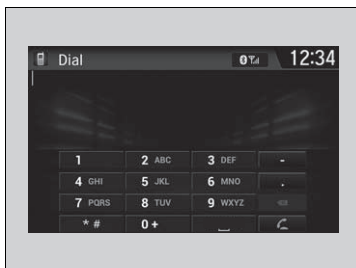 Dial 12:34
1 2 ABC 3 DEF -
4 GHI 5 JKL 6 MNO .
7 PQRS 8 TUV 9 WXYZ
* # 0 +